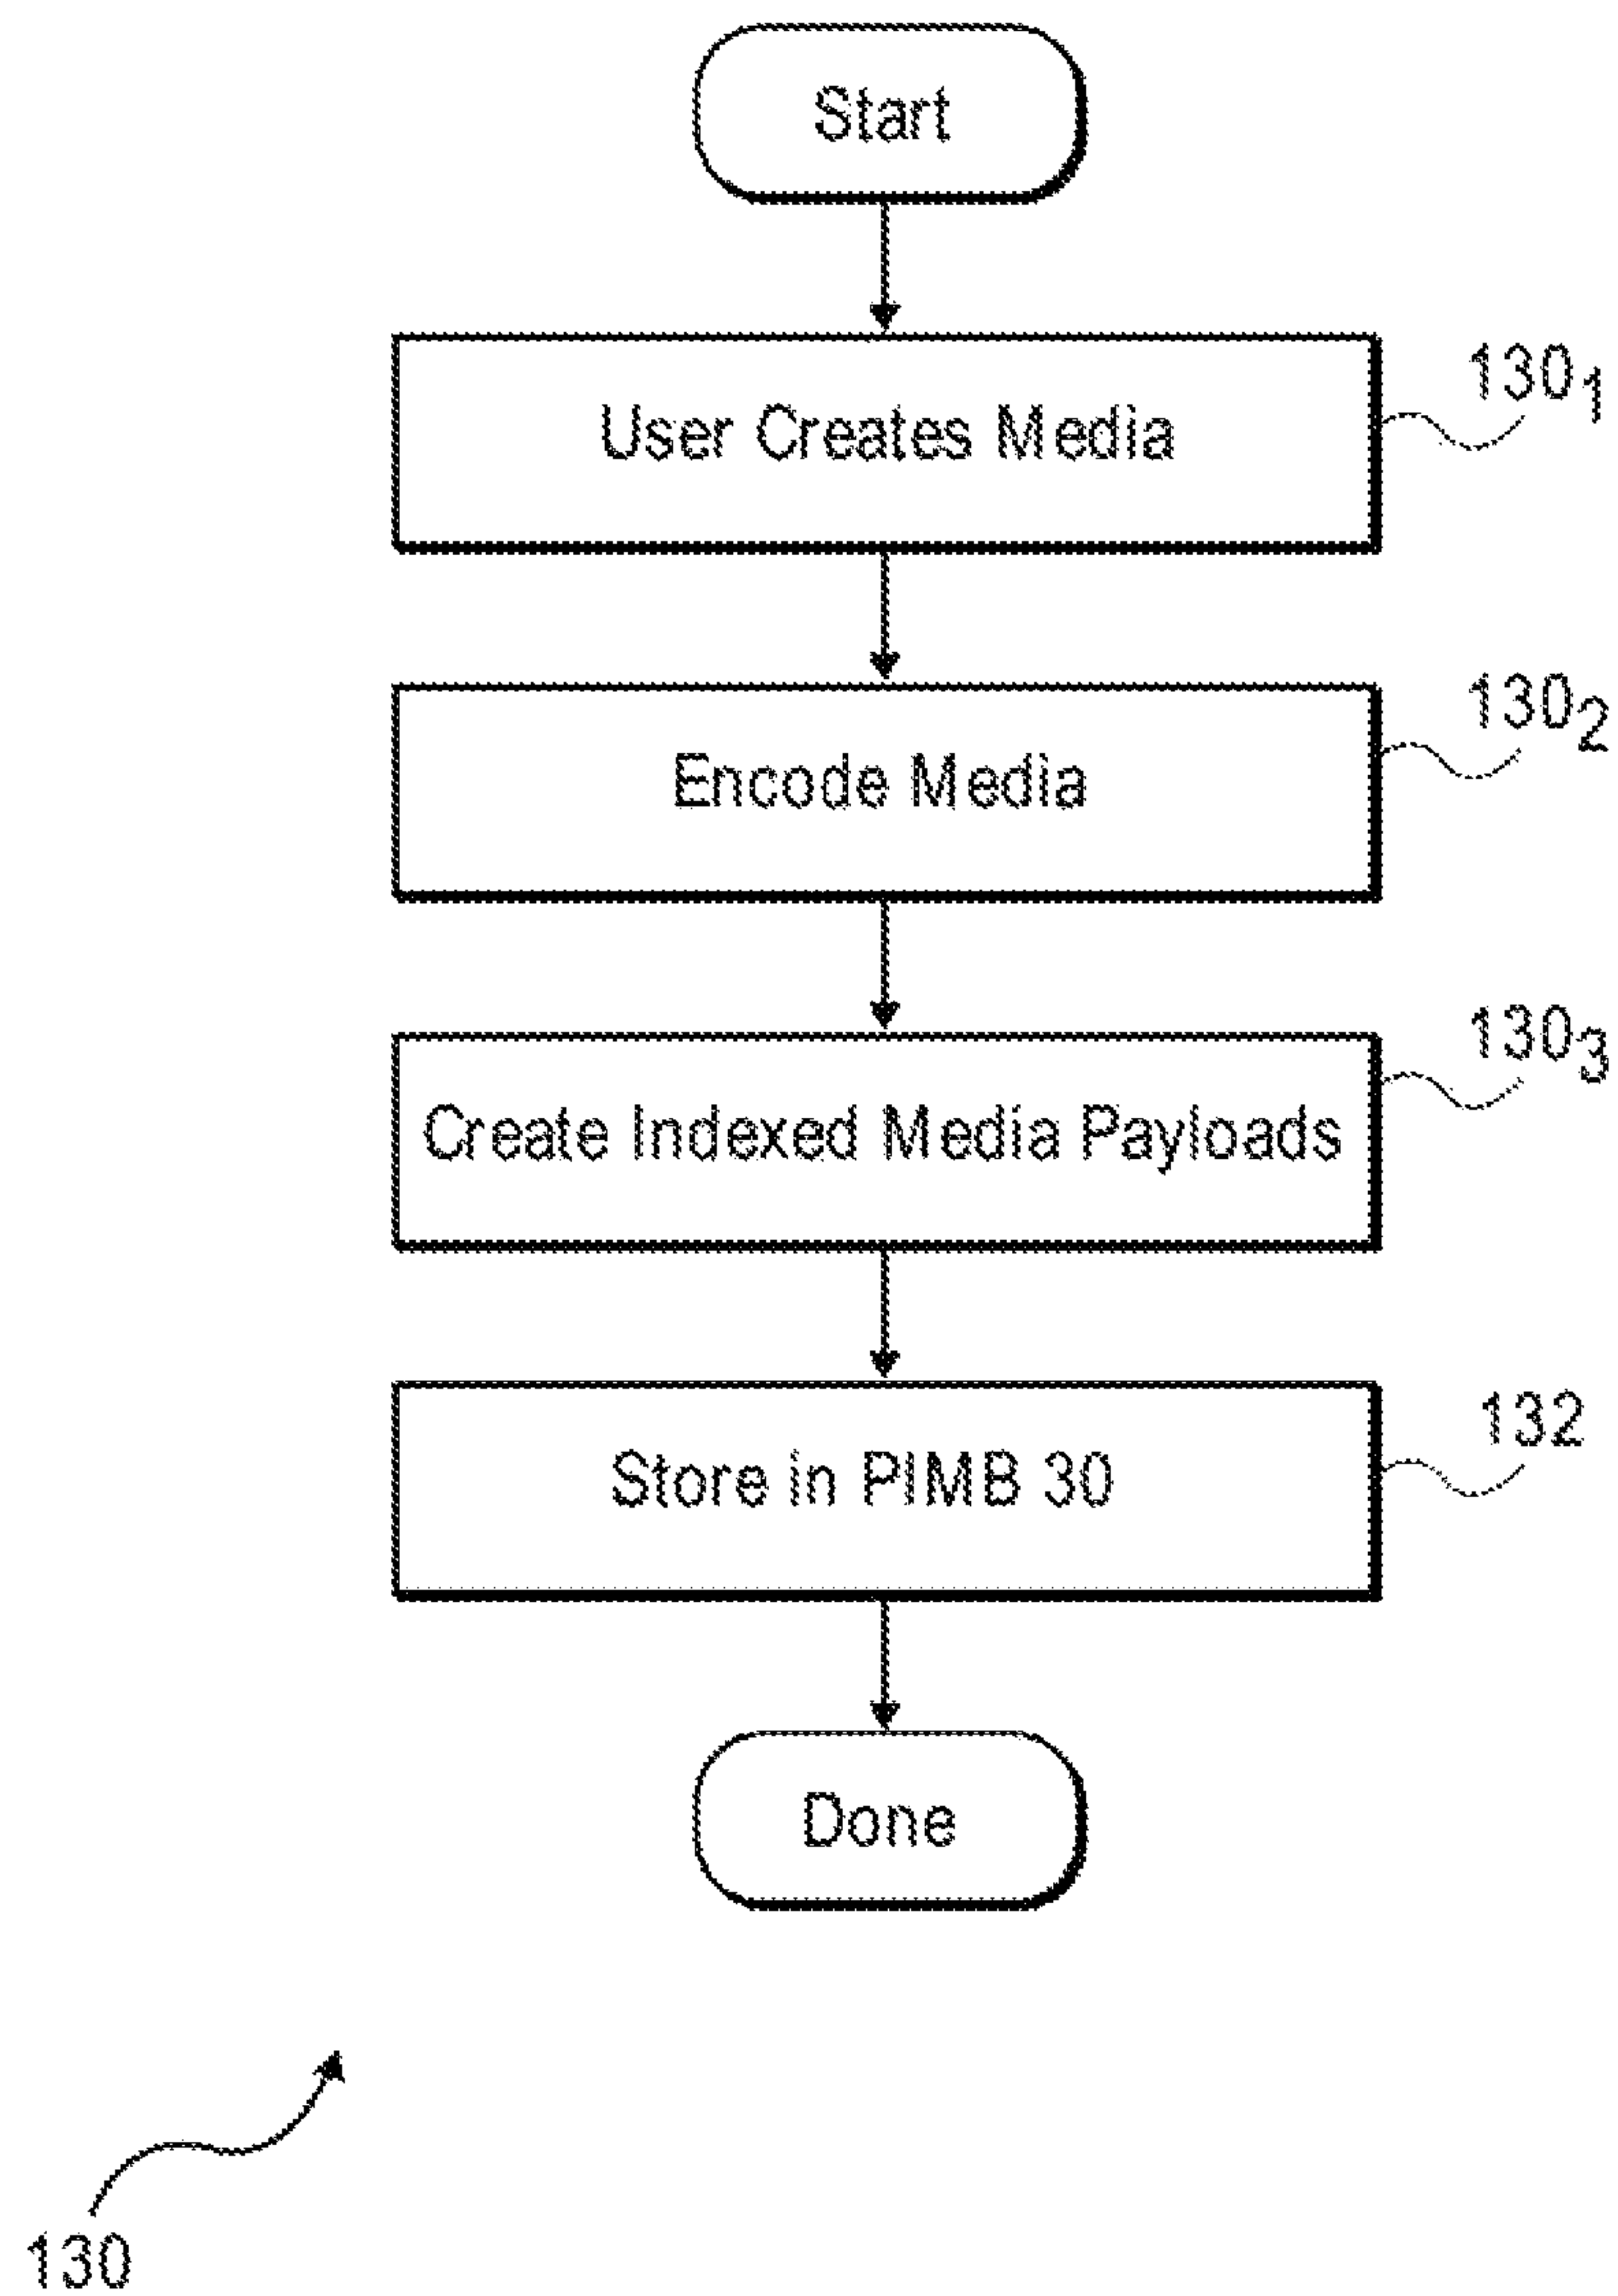 Start
User Creates Media
130₁
Encode Media
130₂
Create Indexed Media Payloads
130₃
Store in PIMB 30
132
Done
130